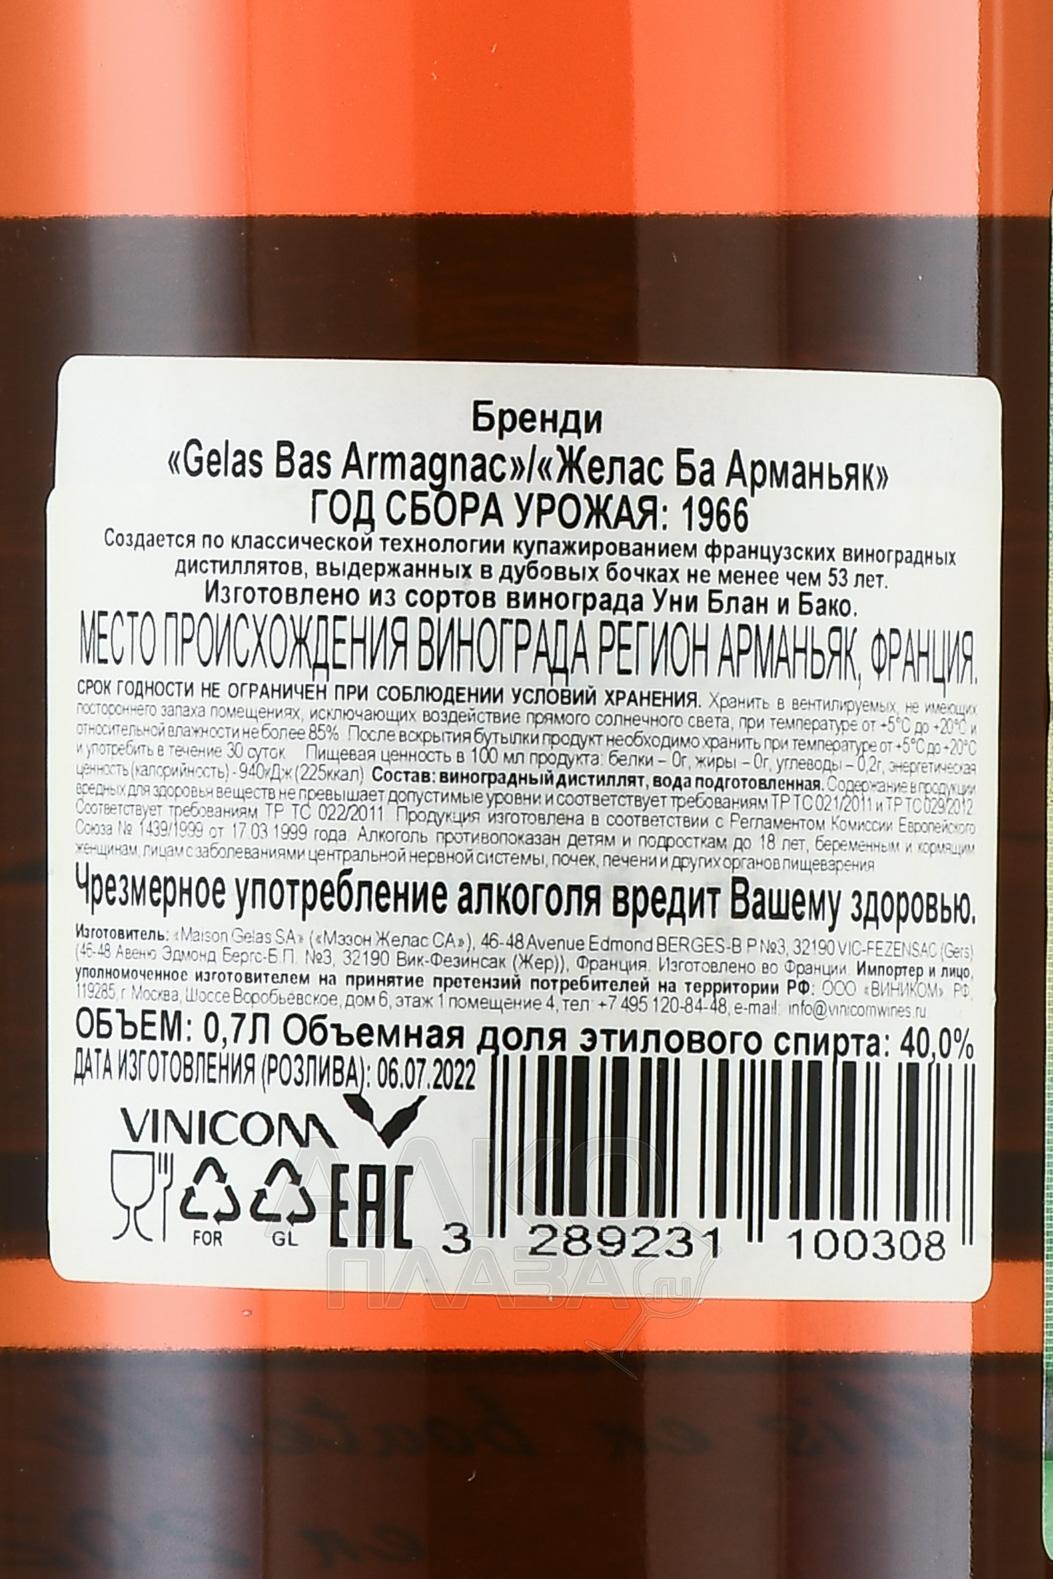 Бренди
«Gelas Bas Armagnac»/«Желас Ба Арманьяк»
ГОД СБОРА УРОЖАЯ: 1966
Создается по классической технологии купажированием французских виноградных
дистиллятов, выдержанных в дубовых бочках не менее чем 53 лет.
Изготовлено из сортов винограда Уни Блан и Бако.
МЕСТО ПРОИСХОЖДЕНИЯ ВИНОГРАДА РЕГИОН АРМАНЬЯК, ФРАНЦИЯ.
СРОК ГОДНОСТИ НЕ ОГРАНИЧЕН ПРИ СОБЛЮДЕНИИ УСЛОВИЙ ХРАНЕНИЯ. Хранить в вентилируемых, не имеющих
постороннего запаха помещениях, исключающих воздействие прямого солнечного света, при температуре от +5°C до +20°C и
относительной влажности не более 85%. После вскрытия бутылки продукт необходимо хранить при температуре от +5°C до +20°C
и употребить в течение 30 суток. Пищевая ценность в 100 мл продукта: белки – 0г, жиры – 0г, углеводы – 0,2г, энергетическая
ценность (калорийность) - 940кДж (225ккал) Состав: виноградный дистиллят, вода подготовленная. Содержание в продукции
вредных для здоровья веществ не превышает допустимые уровни и соответствует требованиям ТР ТС 021/2011 и ТР ТС 029/2012.
Соответствует требованиям ТР ТС 022/2011 Продукция изготовлена в соответствии с Регламентом Комиссии Европейского
Союза № 1439/1999 от 17.03.1999 года. Алкоголь противопоказан детям и подросткам до 18 лет, беременным и кормящим
женщинам, лицам с заболеваниями центральной нервной системы, почек, печени и других органов пищеварения
Чрезмерное употребление алкоголя вредит Вашему здоровью.
Изготовитель: «Maison Gelas SA» («Мэзон Желас СА»), 46-48 Avenue Edmond BERGES-B P №3, 32190 VIC-FEZENSAC (Gers)
(46-48 Авеню Эдмонд Бергс-Б.П. №3, 32190 Вик-Фезинсак (Жер)), Франция. Изготовлено во Франции. Импортер и лицо,
уполномоченное изготовителем на принятие претензий потребителей на территории РФ: ООО «ВИНИКОМ» РФ,
119285, г. Москва, Шоссе Воробьёвское, дом 6, этаж 1 помещение 4, тел. +7 495 120-84-48, e-mail: info@vinicomwines.ru
ОБЪЕМ: 0,7Л Объемная доля этилового спирта: 40,0%
ДАТА ИЗГОТОВЛЕНИЯ (РОЗЛИВА): 06.07.2022
VINICOM
FOR GL EAC
3 289231 100308
АЛКО
ПЛАЗА.ru
en bouteille
en